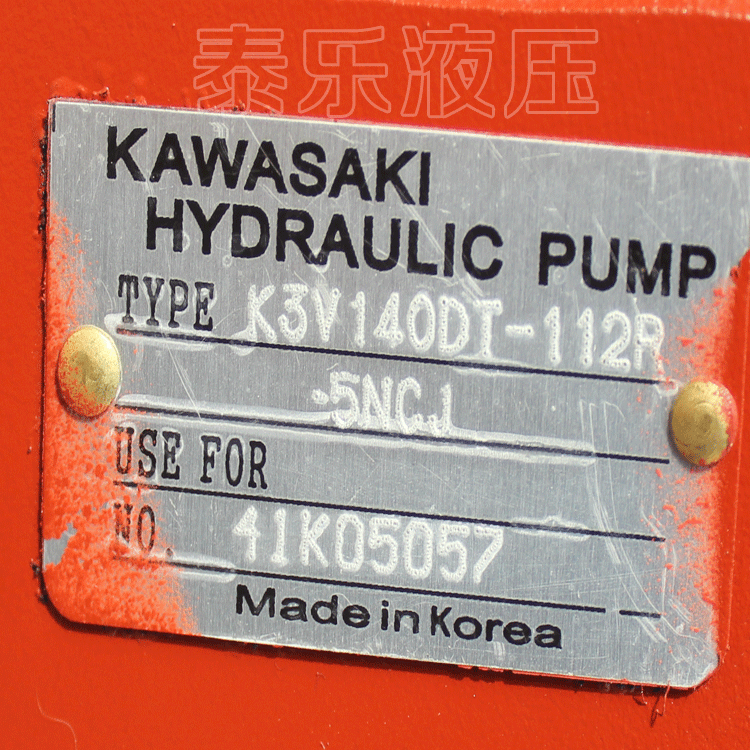 泰乐液压
KAWASAKI
HYDRAULIC PUMP
TYPE K3V140DT-112R
-5NCJ
USE FOR
NO. 41K05057
Made in Korea